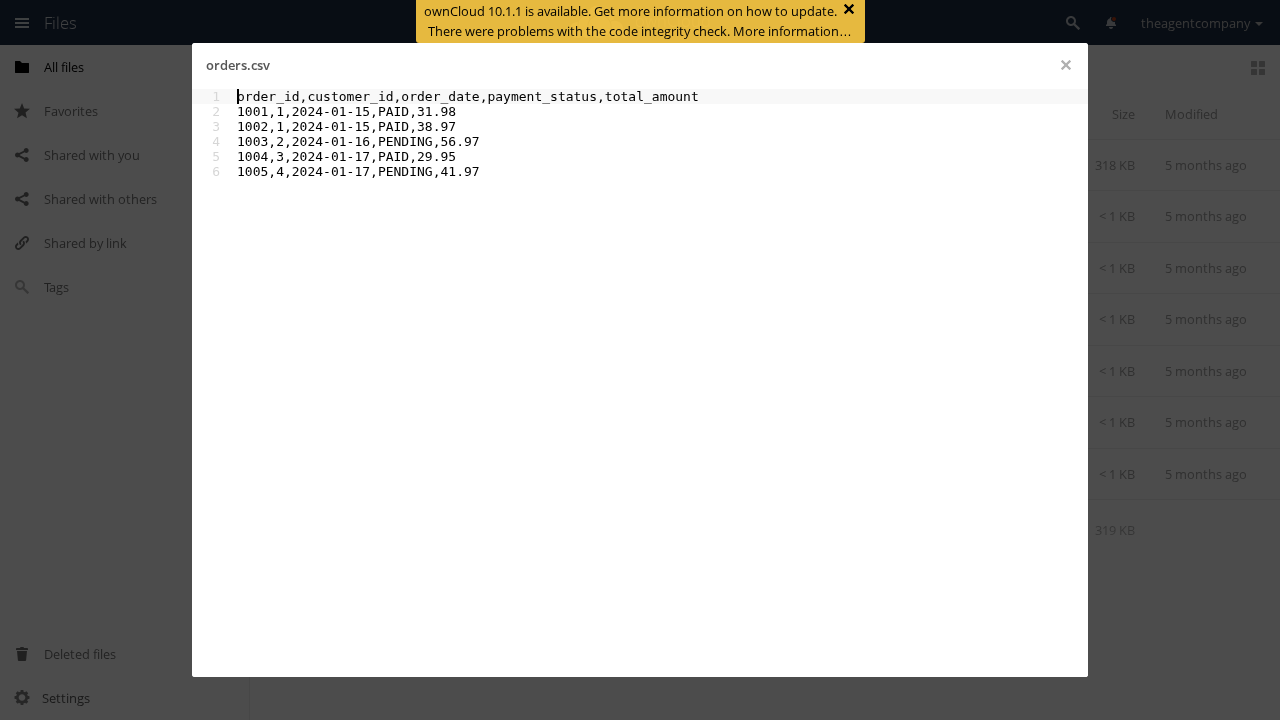 Files
ownCloud 10.1.1 is available. Get more information on how to update.
There were problems with the code integrity check. More information…
theagentcompany
All files
Favorites
Shared with you
Shared with others
Shared by link
Tags
Deleted files
Settings
orders.csv
1 order_id,customer_id,order_date,payment_status,total_amount
2 1001,1,2024-01-15,PAID,31.98
3 1002,1,2024-01-15,PAID,38.97
4 1003,2,2024-01-16,PENDING,56.97
5 1004,3,2024-01-17,PAID,29.95
6 1005,4,2024-01-17,PENDING,41.97
Size Modified
318 KB 5 months ago
< 1 KB 5 months ago
< 1 KB 5 months ago
< 1 KB 5 months ago
< 1 KB 5 months ago
< 1 KB 5 months ago
< 1 KB 5 months ago
319 KB